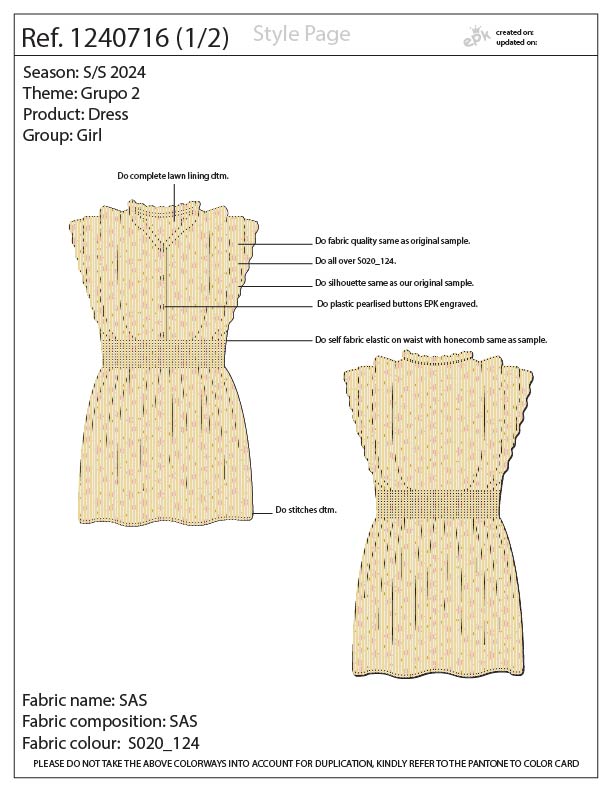 Ref. 1240716 (1/2)
Style Page
epk
created on:
updated on:
Season: S/S 2024
Theme: Grupo 2
Product: Dress
Group: Girl
Do complete lawn lining dtm.
Do fabric quality same as original sample.
Do all over S020_124.
Do silhouette same as our original sample.
Do plastic pearlised buttons EPK engraved.
Do self fabric elastic on waist with honecomb same as sample.
Do stitches dtm.
Fabric name: SAS
Fabric composition: SAS
Fabric colour: S020_124
PLEASE DO NOT TAKE THE ABOVE COLORWAYS INTO ACCOUNT FOR DUPLICATION, KINDLY REFER TO THE PANTONE TO COLOR CARD